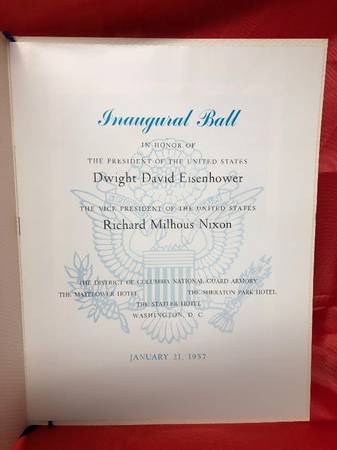 Inaugural Ball
IN HONOR OF
THE PRESIDENT OF THE UNITED STATES
Dwight David Eisenhower
THE VICE PRESIDENT OF THE UNITED STATES
Richard Milhous Nixon
THE DISTRICT OF COLUMBIA NATIONAL GUARD ARMORY
THE MAYFLOWER HOTEL THE SHERATON PARK HOTEL
THE STATLER HOTEL
WASHINGTON, D. C.
JANUARY 21, 1957